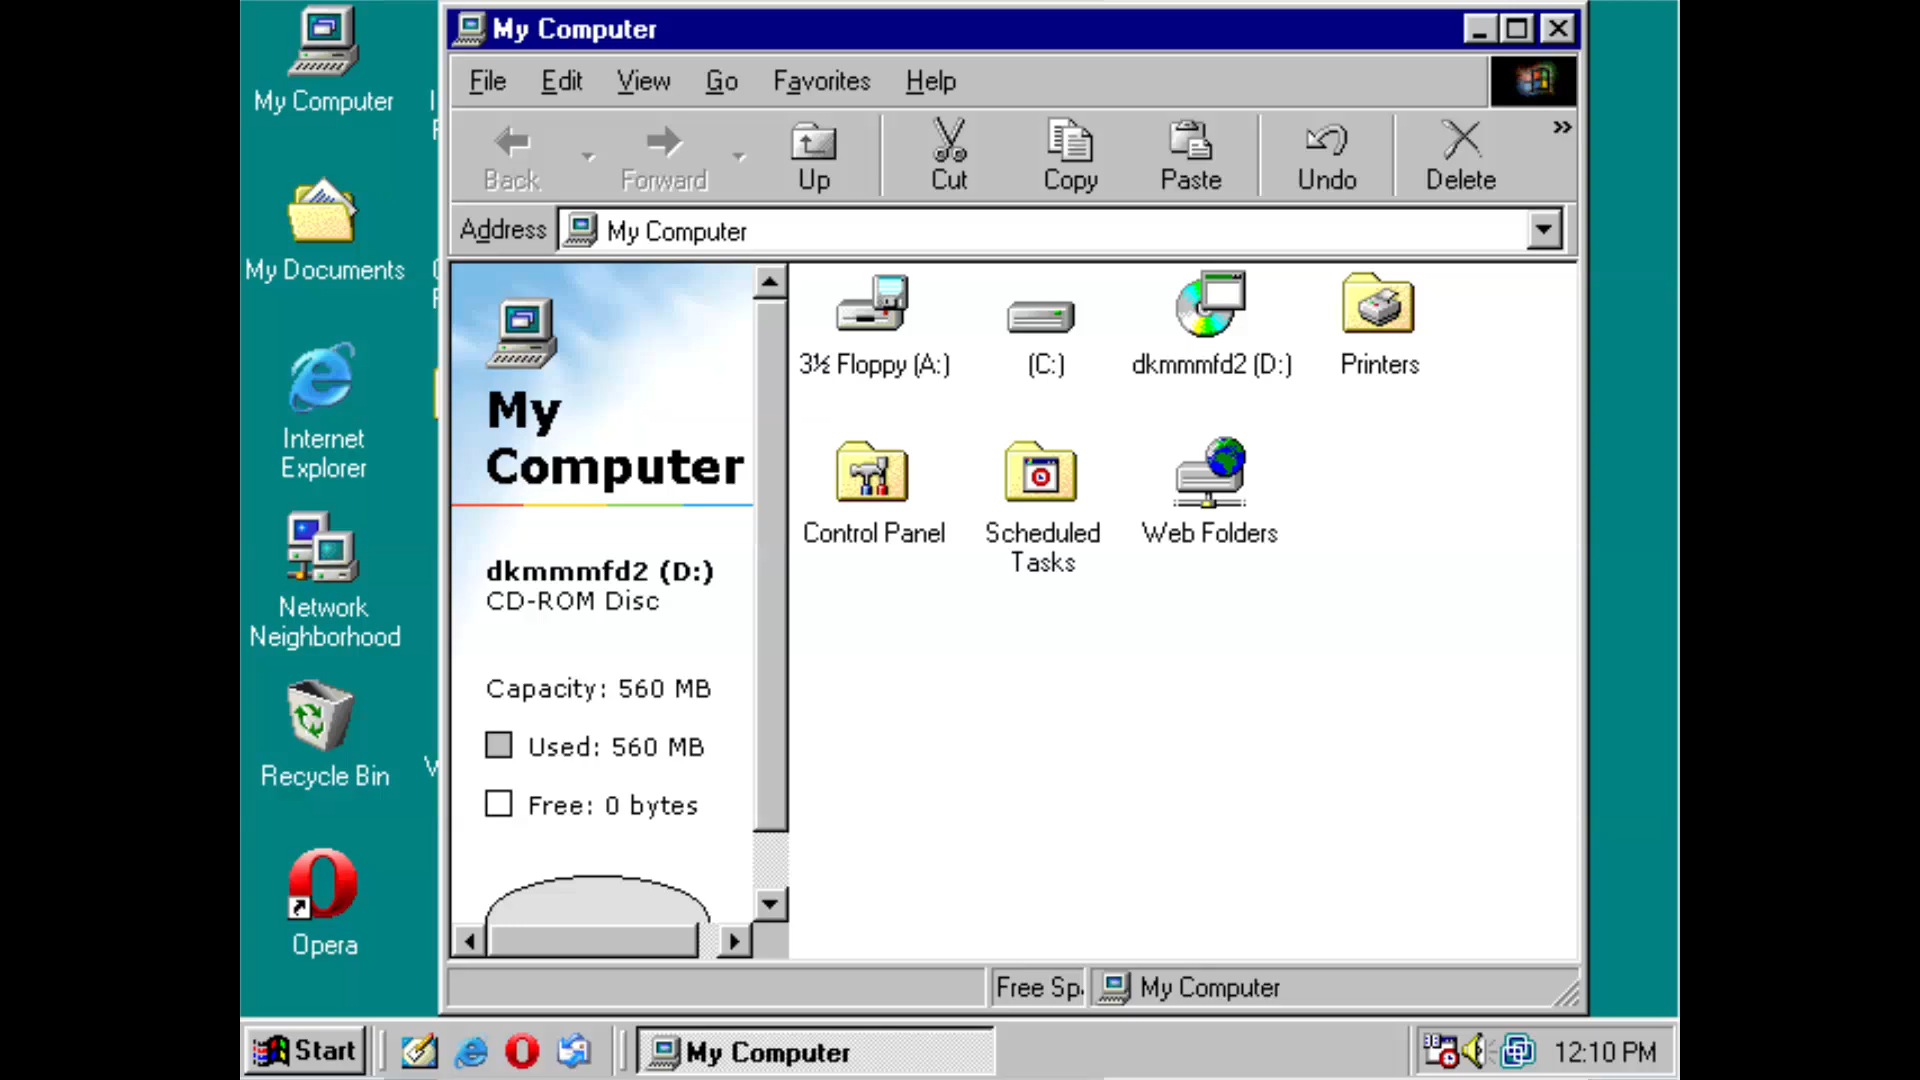 My Computer
My Documents
Internet
Explorer
Network
Neighborhood
Recycle Bin
Opera
My Computer
File Edit View Go Favorites Help
Back Forward Up Cut Copy Paste Undo Delete »
Address My Computer
My
Computer
dkmmmfd2 (D:)
CD-ROM Disc
Capacity: 560 MB
Used: 560 MB
Free: 0 bytes
3½ Floppy (A:)
(C:)
dkmmmfd2 (D:)
Printers
Control Panel
Scheduled
Tasks
Web Folders
Free Sp
My Computer
Start
My Computer
12:10 PM